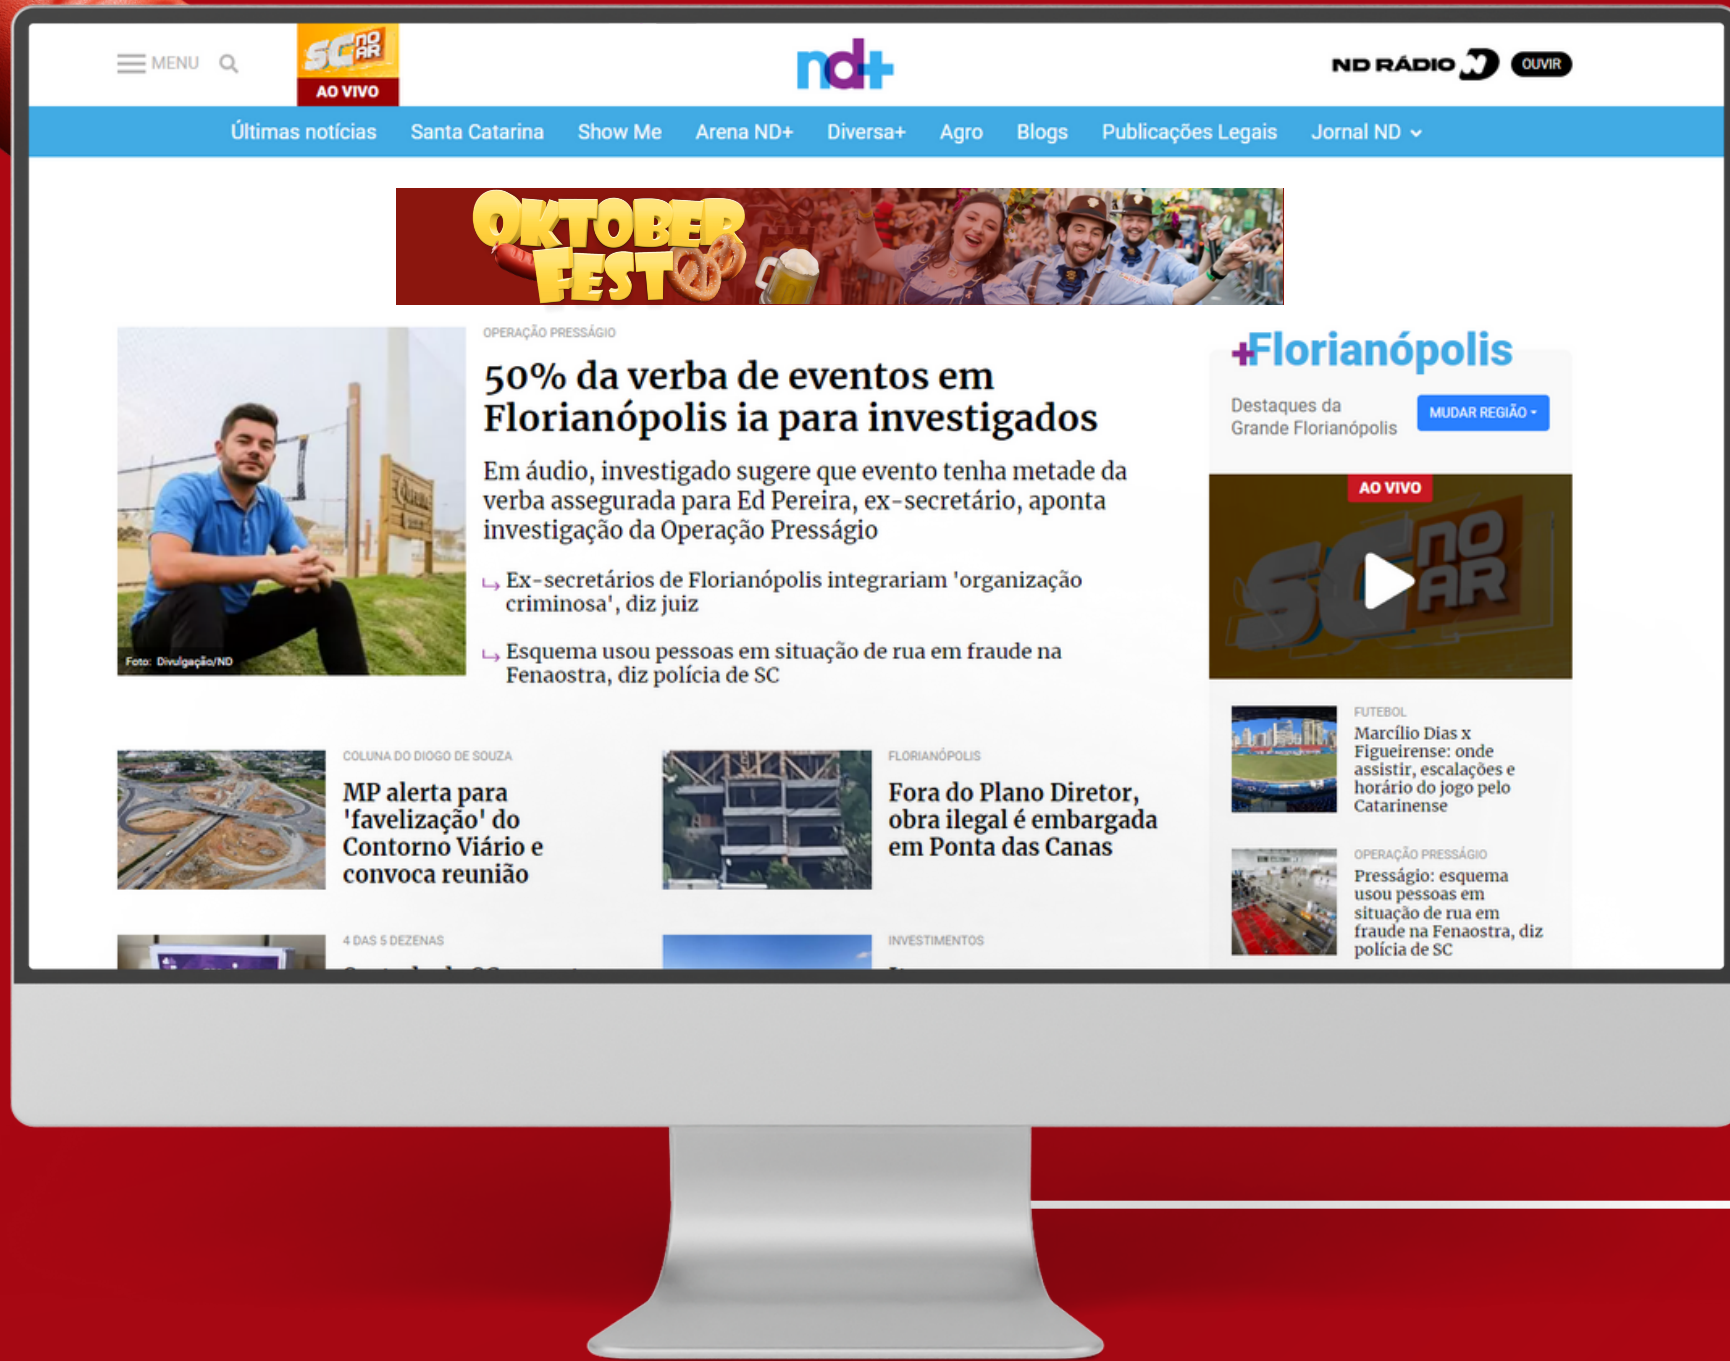 MENU
SC NO AR
AO VIVO
nd+
ND RÁDIO
OUVIR
Últimas notícias Santa Catarina Show Me Arena ND+ Diversa+ Agro Blogs Publicações Legais Jornal ND
OKTOBER
FEST
Foto: Divulgação/ND
OPERAÇÃO PRESSÁGIO
50% da verba de eventos em
Florianópolis ia para investigados
Em áudio, investigado sugere que evento tenha metade da
verba assegurada para Ed Pereira, ex-secretário, aponta
investigação da Operação Presságio
Ex-secretários de Florianópolis integrariam 'organização
criminosa', diz juiz
Esquema usou pessoas em situação de rua em fraude na
Fenaostra, diz polícia de SC
COLUNA DO DIOGO DE SOUZA
MP alerta para
'favelização' do
Contorno Viário e
convoca reunião
FLORIANÓPOLIS
Fora do Plano Diretor,
obra ilegal é embargada
em Ponta das Canas
4 DAS 5 DEZENAS
INVESTIMENTOS
+Florianópolis
Destaques da
Grande Florianópolis
MUDAR REGIÃO
AO VIVO
SC NO AR
FUTEBOL
Marcílio Dias x
Figueirense: onde
assistir, escalações e
horário do jogo pelo
Catarinense
OPERAÇÃO PRESSÁGIO
Presságio: esquema
usou pessoas em
situação de rua em
fraude na Fenaostra, diz
polícia de SC